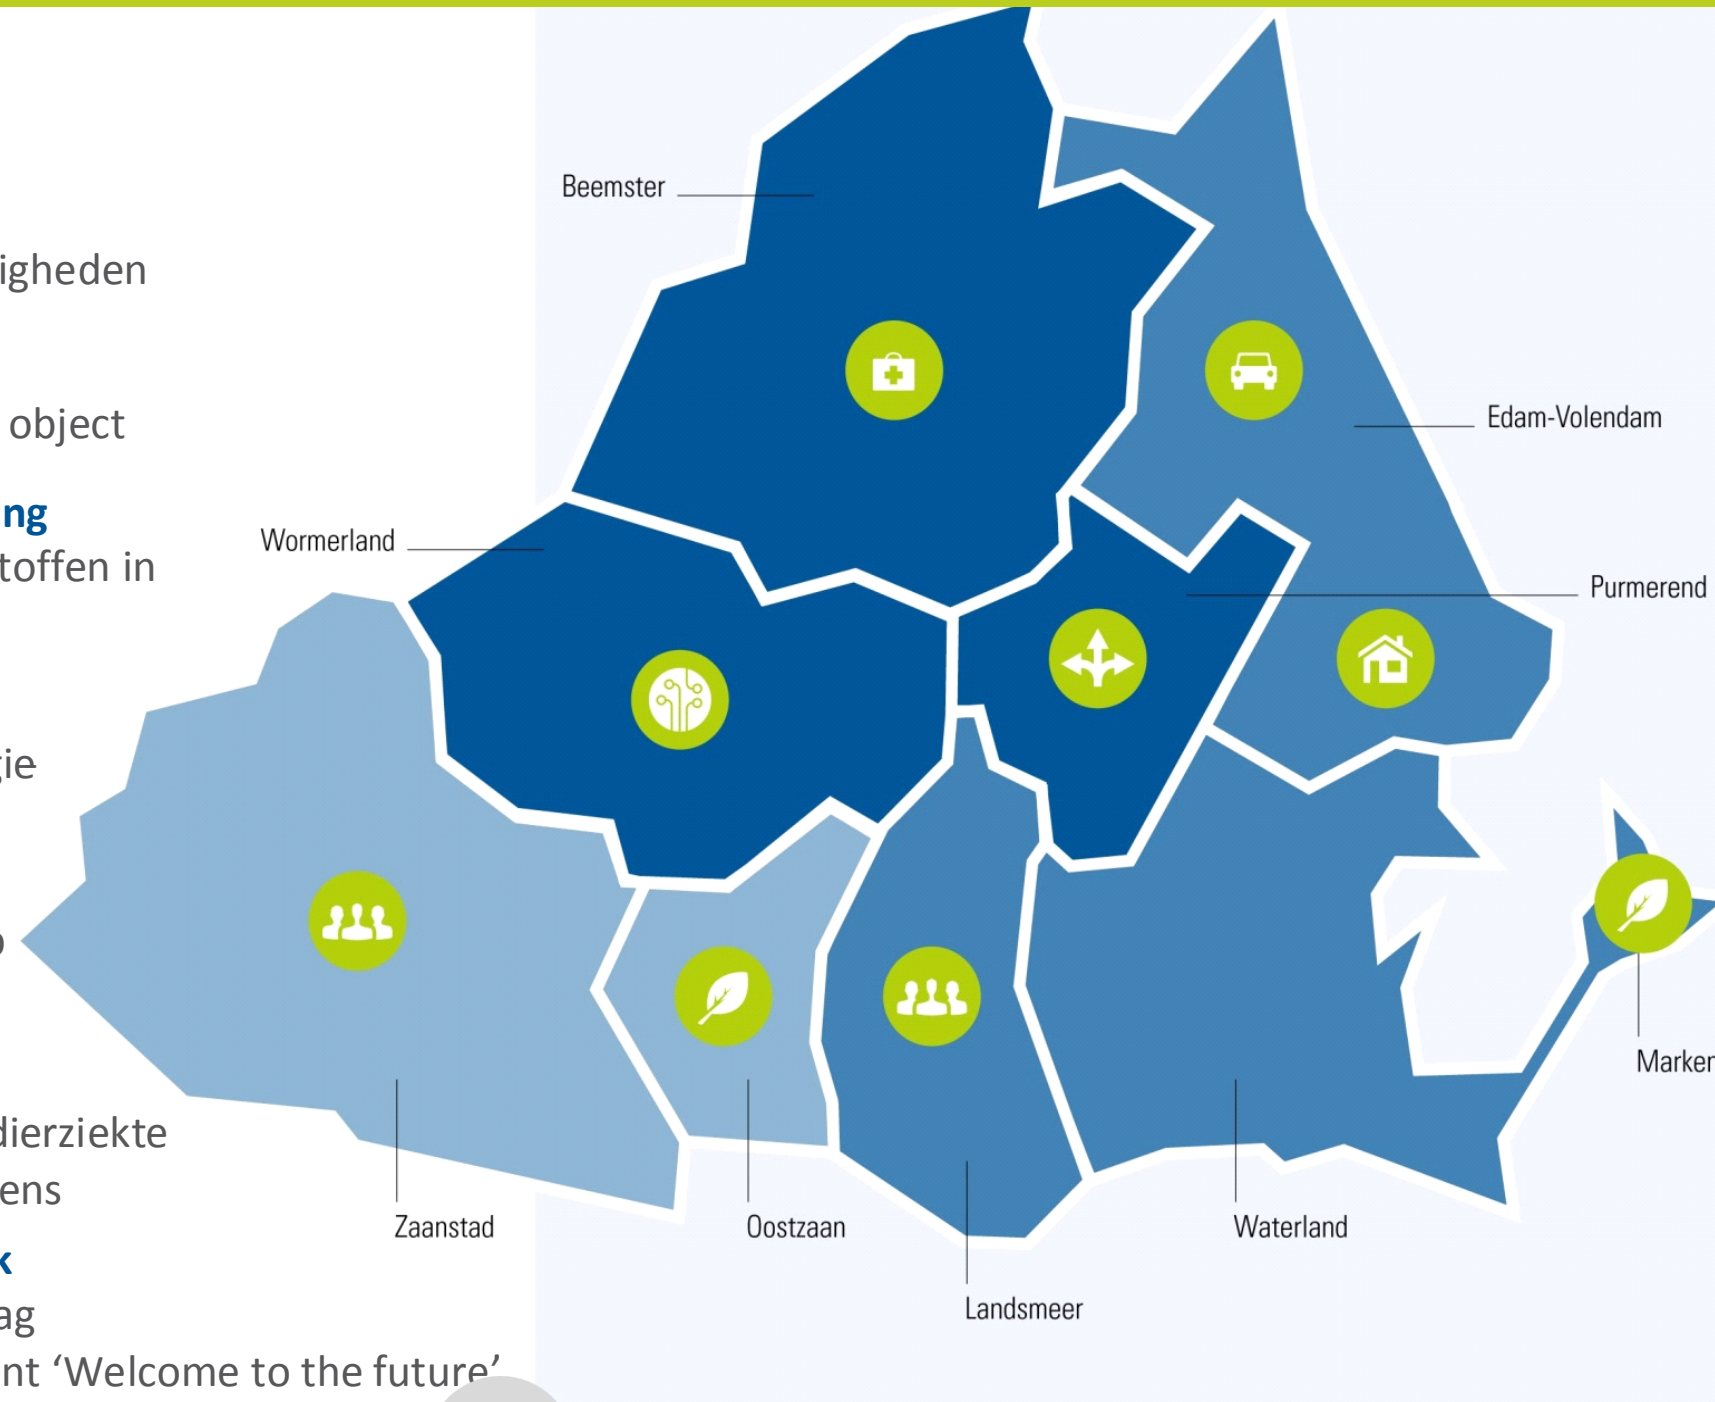 igheden
object
ng
toffen in
gie
dierziekte
ens
k
ag
nt ‘Welcome to the future’
Beemster
Edam-Volendam
Wormerland
Purmerend
Marken
Zaanstad
Oostzaan
Waterland
Landsmeer